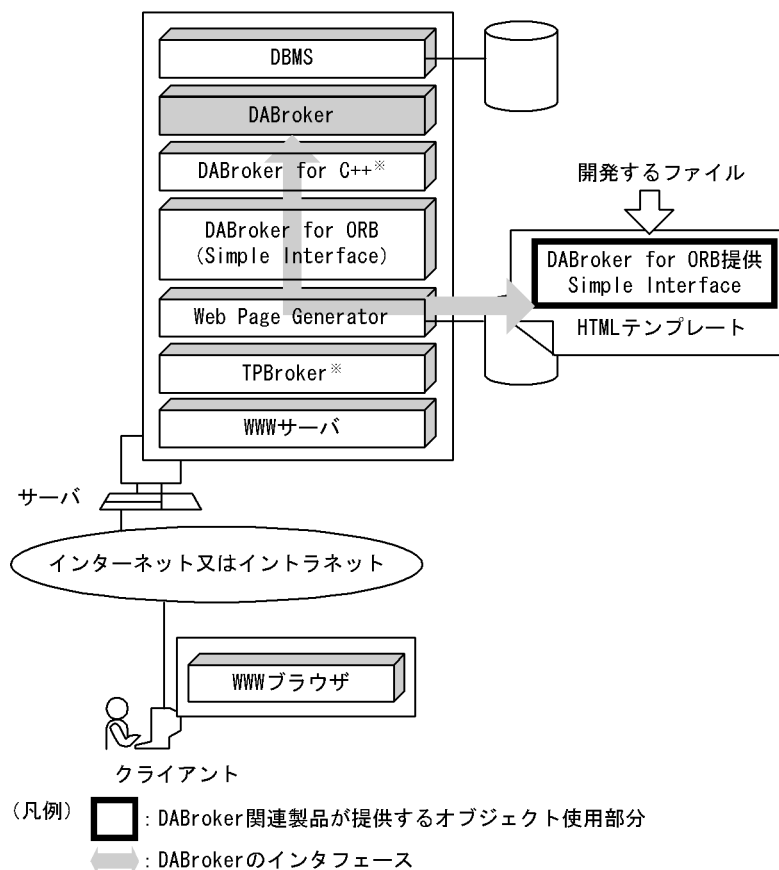 DBMS
DABroker
DABroker for C++※
DABroker for ORB
(Simple Interface)
Web Page Generator
TPBroker※
WWWサーバ
開発するファイル
DABroker for ORB提供
Simple Interface
HTMLテンプレート
サーバ
インターネット又はイントラネット
WWWブラウザ
クライアント
(凡例)
：DABroker関連製品が提供するオブジェクト使用部分
：DABrokerのインタフェース